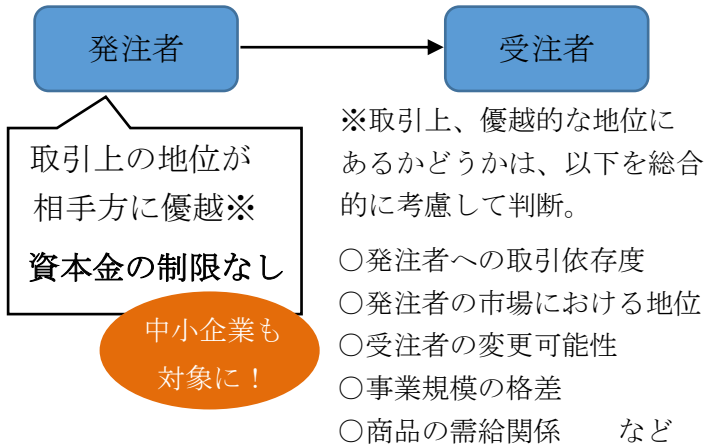 発注者
受注者
取引上の地位が
相手方に優越※
資本金の制限なし
中小企業も
対象に！
※取引上、優越的な地位に
あるかどうかは、以下を総合
的に考慮して判断。
○発注者への取引依存度
○発注者の市場における地位
○受注者の変更可能性
○事業規模の格差
○商品の需給関係　　など